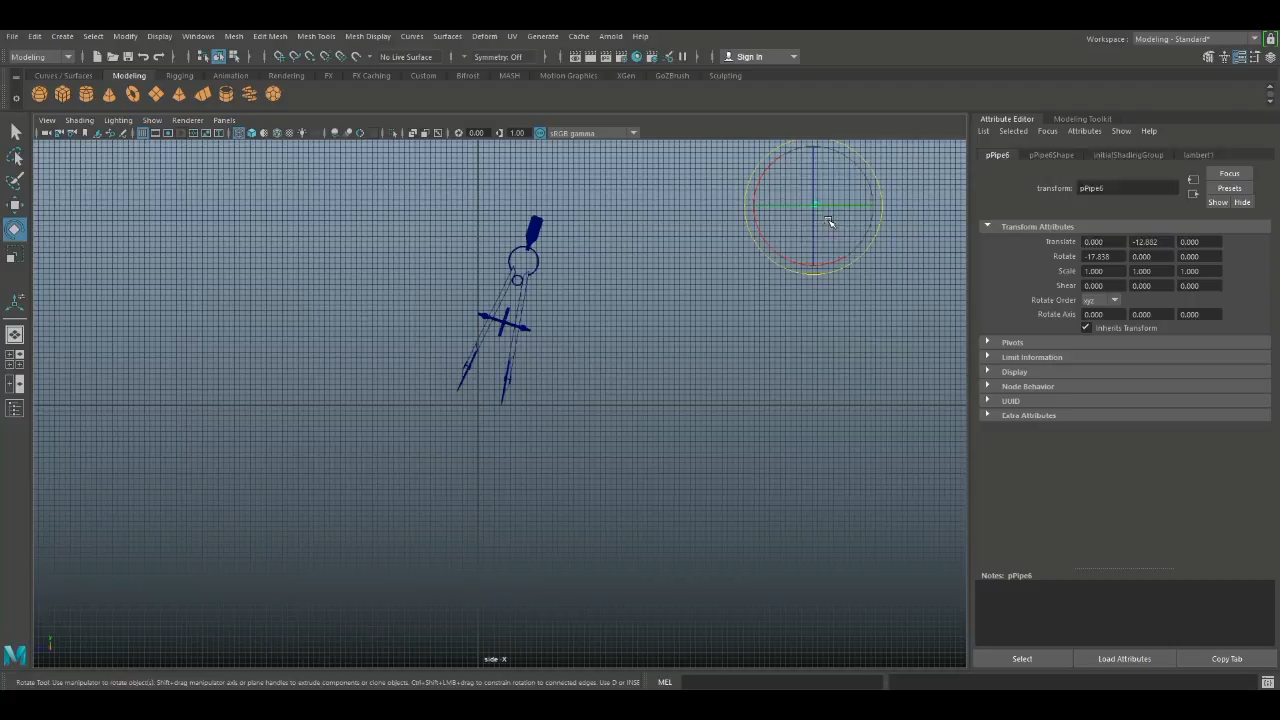 File Edit Create Select Modify Display Windows Mesh Edit Mesh Mesh Tools Mesh Display Curves Surfaces Deform UV Generate Cache Arnold Help
Workspace: Modeling - Standard*
Modeling No Live Surface Symmetry: Off Sign In
Curves / Surfaces Modeling Rigging Animation Rendering FX FX Caching Custom Bifrost MASH Motion Graphics XGen GoZBrush Sculpting
View Shading Lighting Show Renderer Panels
0.00 1.00 sRGB gamma
Attribute Editor Modeling Toolkit
List Selected Focus Attributes Show Help
pPipe6 pPipe6Shape initialShadingGroup lambert1
transform: pPipe6
Focus
Presets
Show Hide
Transform Attributes
Translate 0.000 -12.882 0.000
Rotate -17.838 0.000 0.000
Scale 1.000 1.000 1.000
Shear 0.000 0.000 0.000
Rotate Order xyz
Rotate Axis 0.000 0.000 0.000
Inherits Transform
Pivots
Limit Information
Display
Node Behavior
UUID
Extra Attributes
Notes: pPipe6
Select Load Attributes Copy Tab
y
side -X
Rotate Tool: Use manipulator to rotate object(s). Shift+drag manipulator axis or plane handles to extrude components or clone objects. Ctrl+Shift+LMB+drag to constrain rotation to connected edges. Use D or INSE
MEL